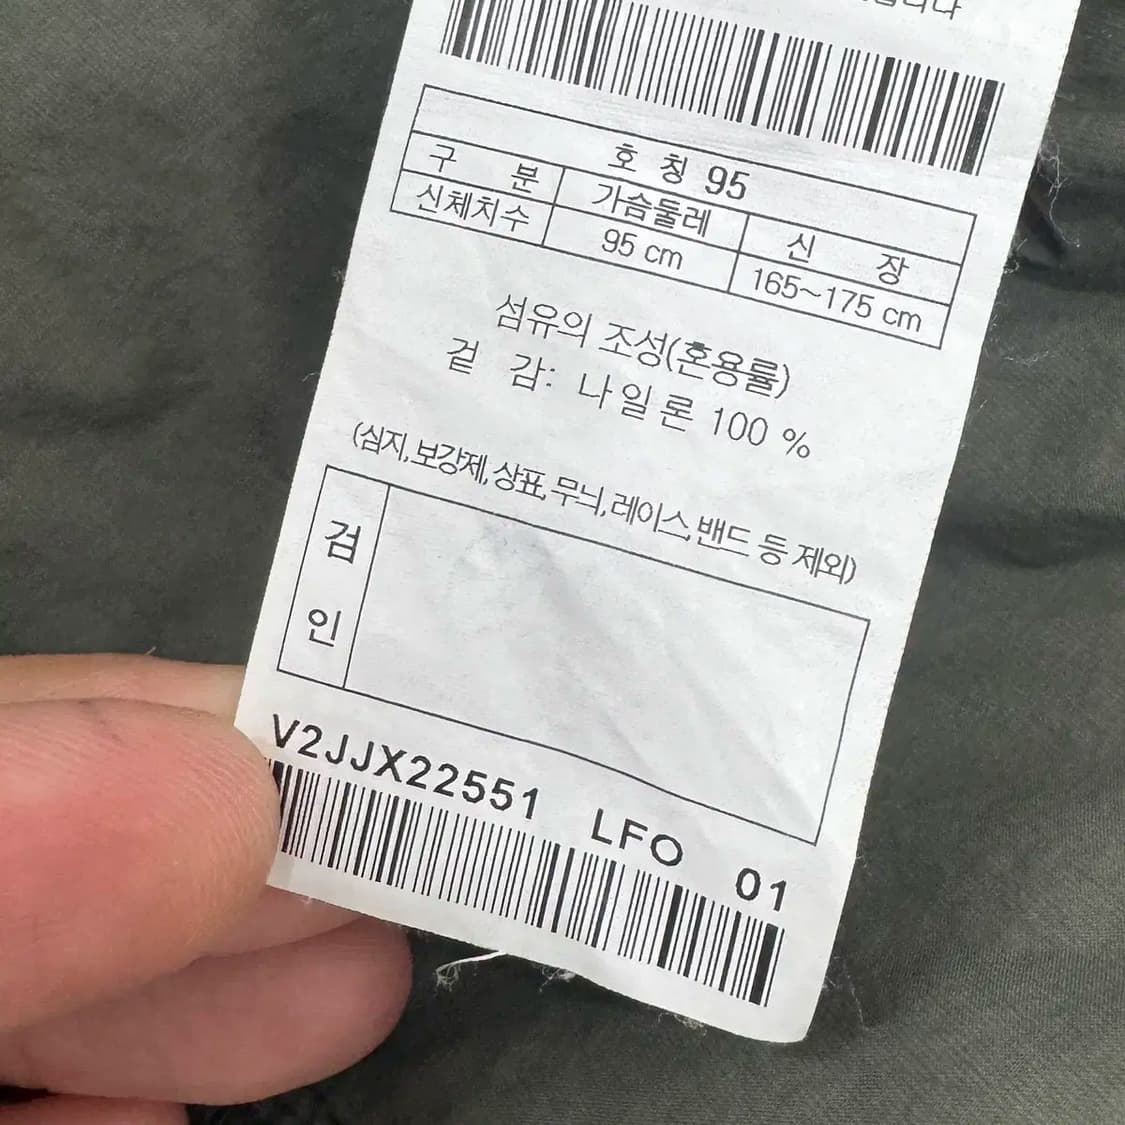 호 칭 95
구 분 가슴둘레 신 장
신체치수 95 cm 165~175 cm
섬유의 조성(혼용률)
겉 감: 나일론 100 %
(심지,보강제,상표,무늬,레이스,밴드 등 제외)
검인
V2JJX22551 LFO 01